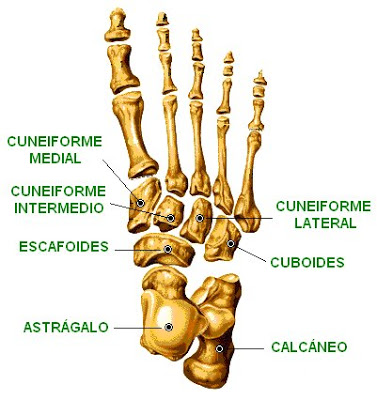 CUNEIFORME
MEDIAL
CUNEIFORME
INTERMEDIO
CUNEIFORME
LATERAL
ESCAFOIDES
CUBOIDES
ASTRÁGALO
CALCÁNEO